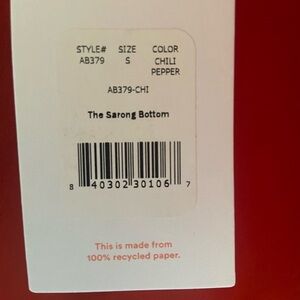 STYLE# SIZE COLOR
AB379 S CHILI
PEPPER
AB379-CHI
The Sarong Bottom
8 40302 30106 7
This is made from
100% recycled paper.